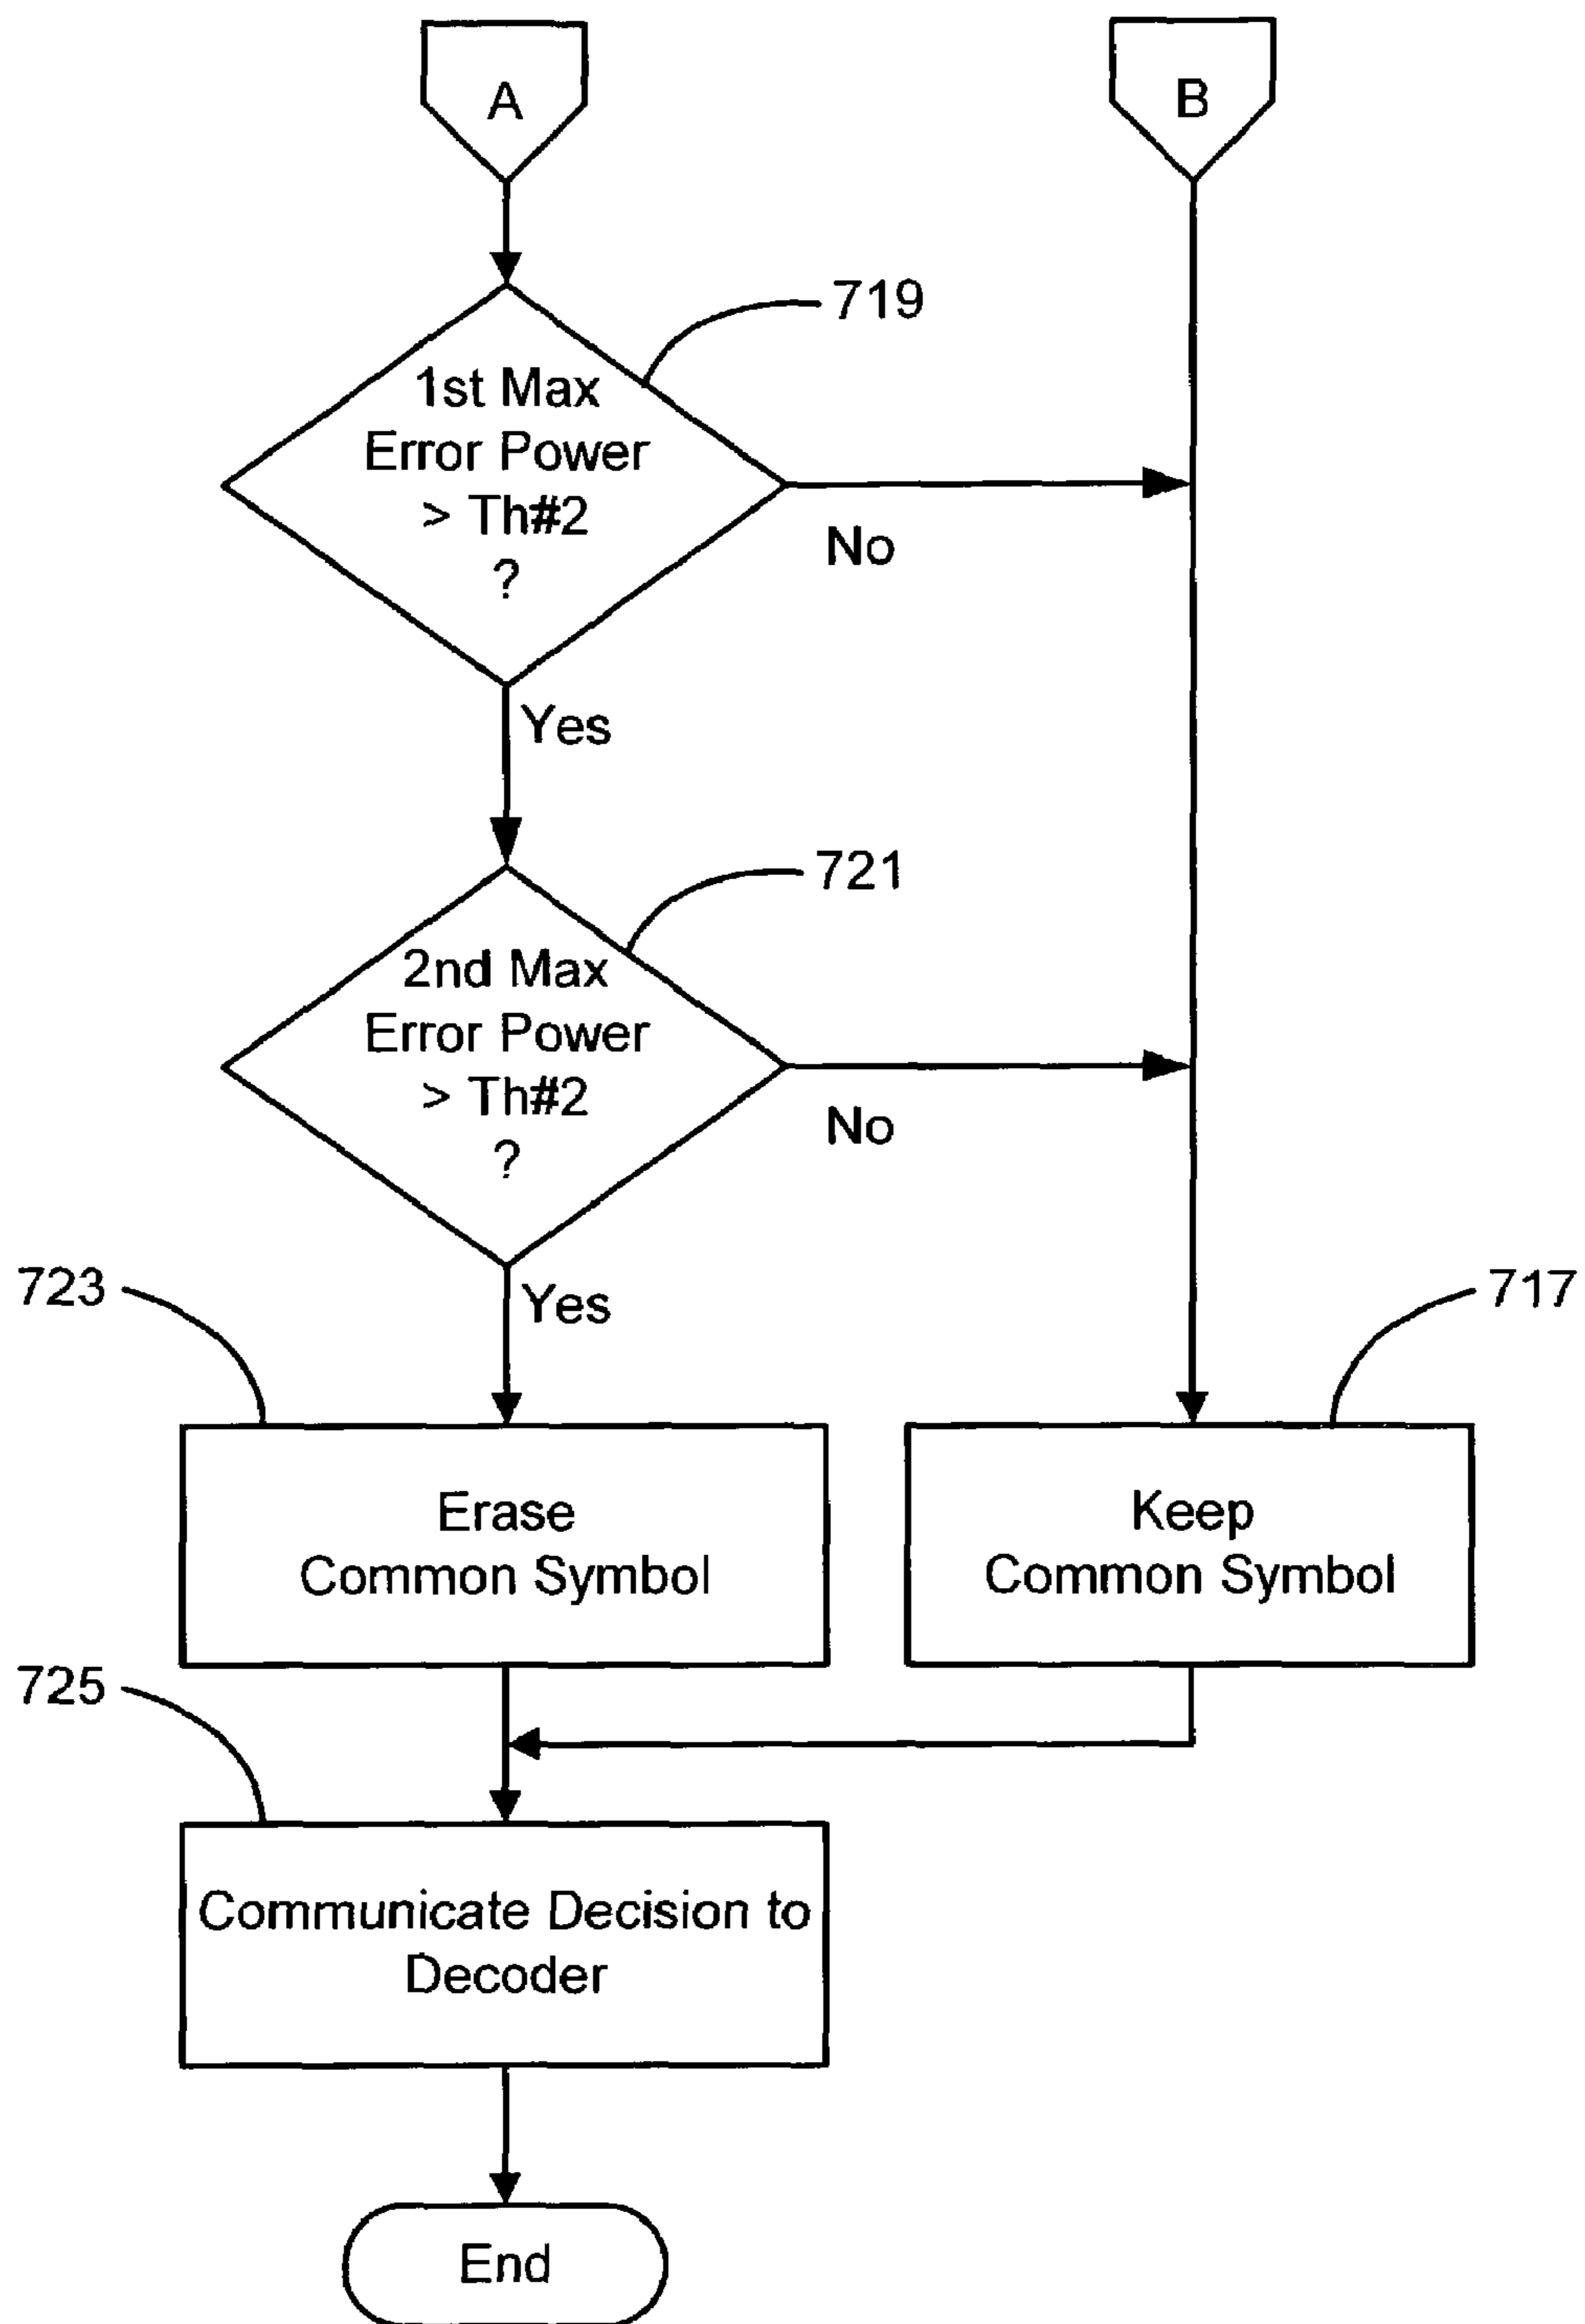 A
B
719
1st Max
Error Power
> Th#2
?
No
Yes
721
2nd Max
Error Power
> Th#2
?
No
Yes
723
717
Erase
Common Symbol
Keep
Common Symbol
725
Communicate Decision to
Decoder
End